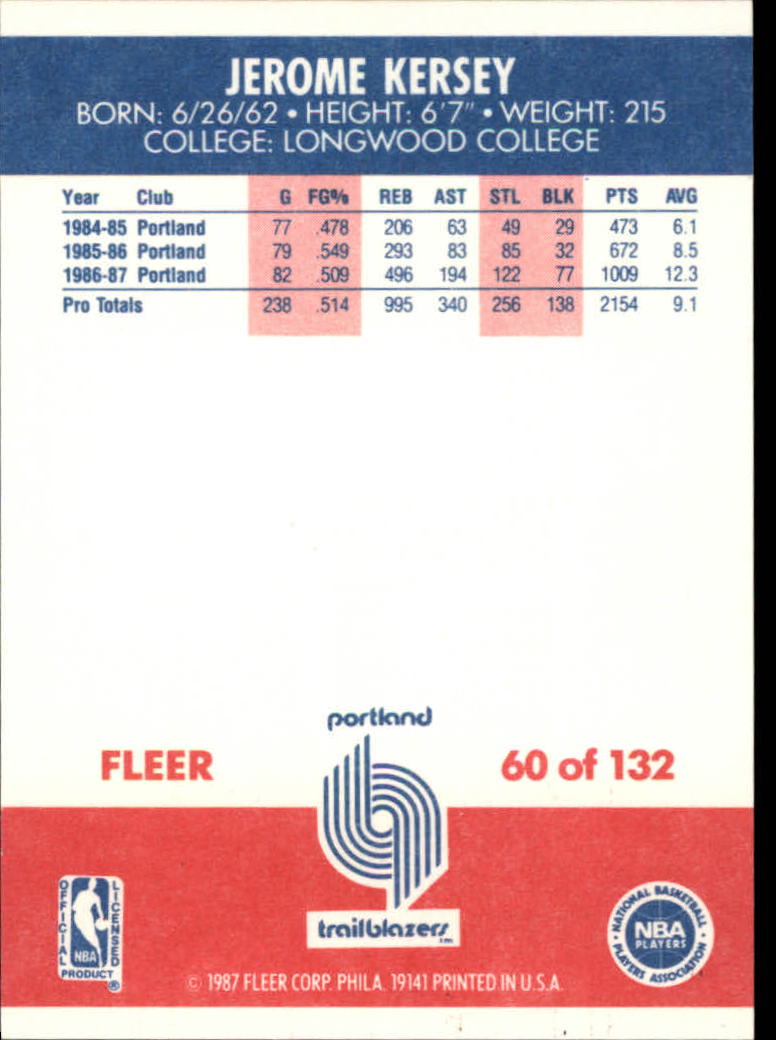 JEROME KERSEY
BORN: 6/26/62 • HEIGHT: 6'7" • WEIGHT: 215
COLLEGE: LONGWOOD COLLEGE
Year Club G FG% REB AST STL BLK PTS AVG
1984-85 Portland 77 .478 206 63 49 29 473 6.1
1985-86 Portland 79 .549 293 83 85 32 672 8.5
1986-87 Portland 82 .509 496 194 122 77 1009 12.3
Pro Totals 238 .514 995 340 256 138 2154 9.1
portland
FLEER 60 of 132
trailblazers TM
OFFICIAL LICENSED
NBA
PRODUCT ®
NATIONAL BASKETBALL
NBA
PLAYERS
PLAYERS ASSOCIATION
© 1987 FLEER CORP. PHILA. 19141 PRINTED IN U.S.A.